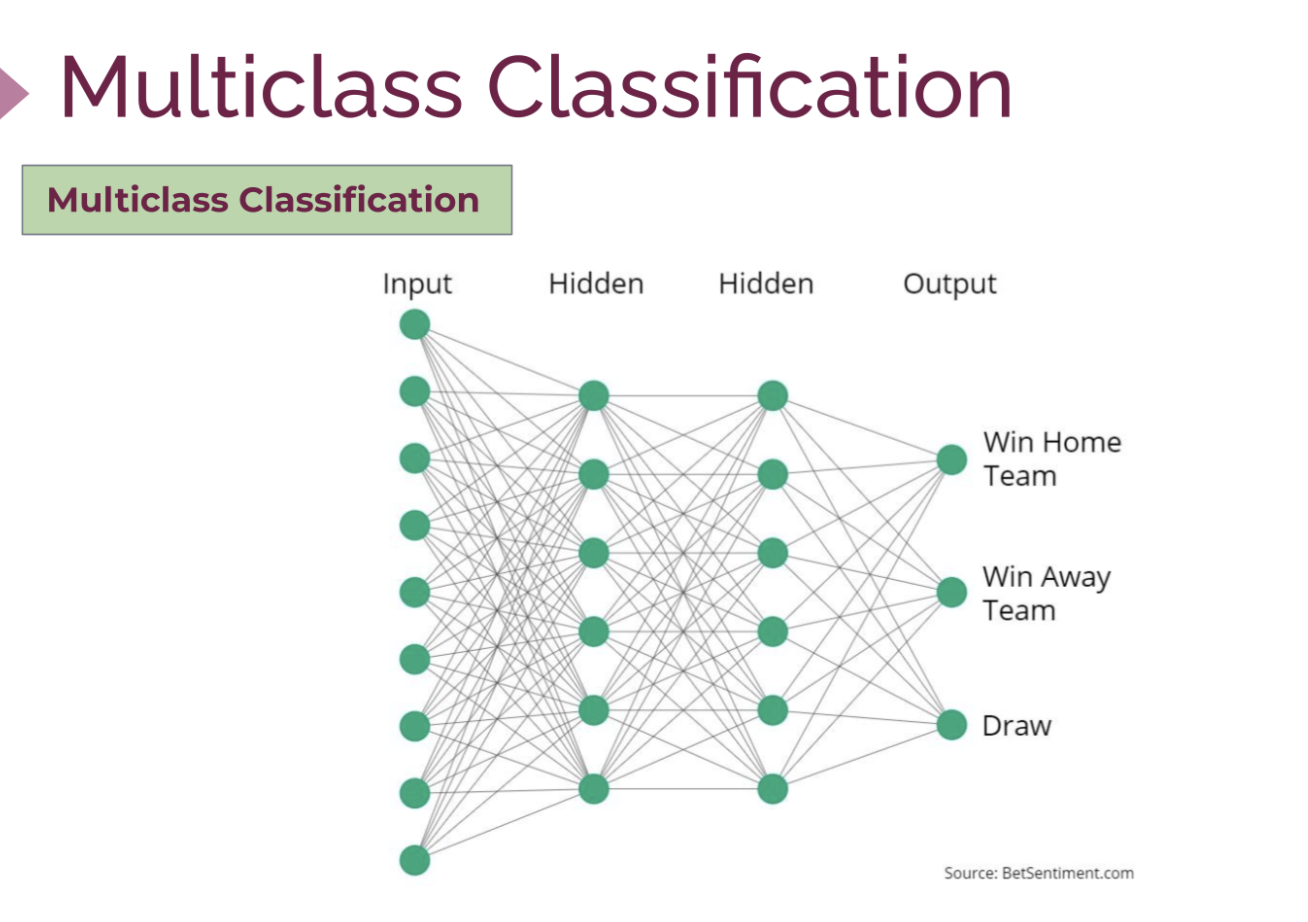 Multiclass Classification
Multiclass Classification
Input Hidden Hidden Output
Win Home
Team
Win Away
Team
Draw
Source: BetSentiment.com